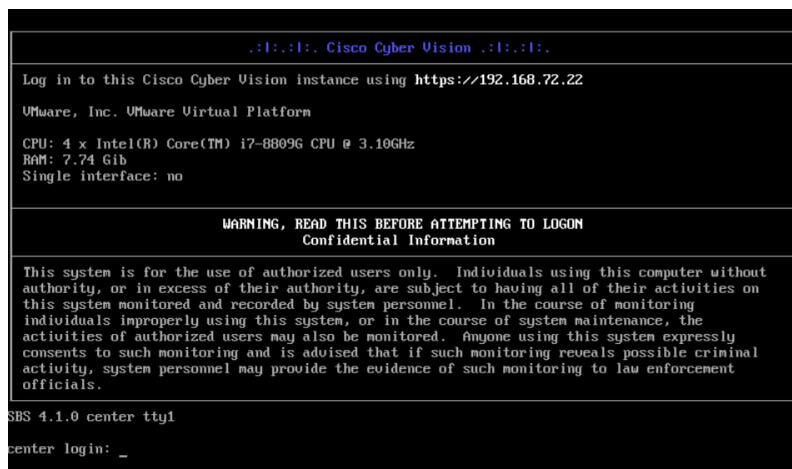 .:|:.:|:. Cisco Cyber Vision .:|:.:|:.
Log in to this Cisco Cyber Vision instance using https://192.168.72.22
VMware, Inc. VMware Virtual Platform
CPU: 4 x Intel(R) Core(TM) i7-8809G CPU @ 3.10GHz
RAM: 7.74 Gib
Single interface: no
WARNING, READ THIS BEFORE ATTEMPTING TO LOGON
Confidential Information
This system is for the use of authorized users only.  Individuals using this computer without
authority, or in excess of their authority, are subject to having all of their activities on
this system monitored and recorded by system personnel.  In the course of monitoring
individuals improperly using this system, or in the course of system maintenance, the
activities of authorized users may also be monitored.  Anyone using this system expressly
consents to such monitoring and is advised that if such monitoring reveals possible criminal
activity, system personnel may provide the evidence of such monitoring to law enforcement
officials.
SBS 4.1.0 center tty1
center login: _